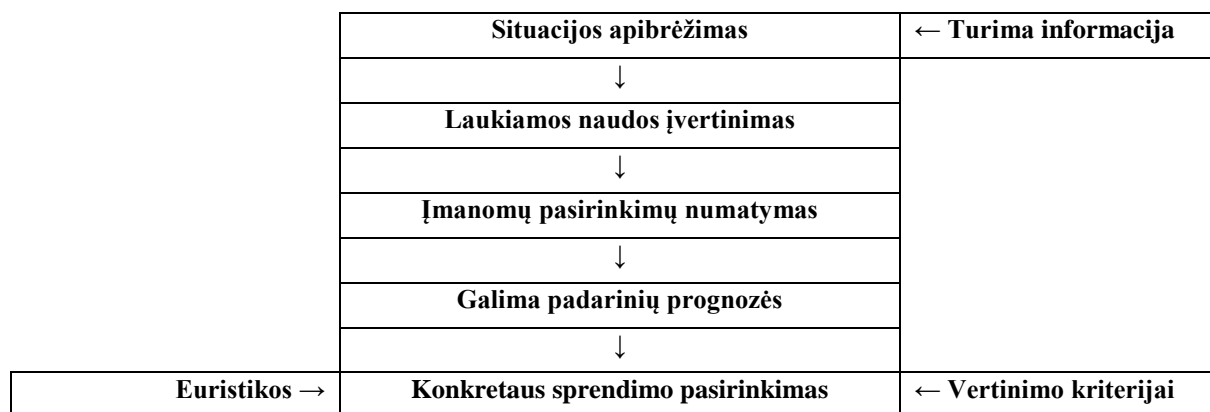 Situacijos apibrėžimas ← Turima informacija
↓
Laukiamos naudos įvertinimas
↓
Įmanomų pasirinkimų numatymas
↓
Galima padarinių prognozės
↓
Euristikos → Konkretaus sprendimo pasirinkimas ← Vertinimo kriterijai